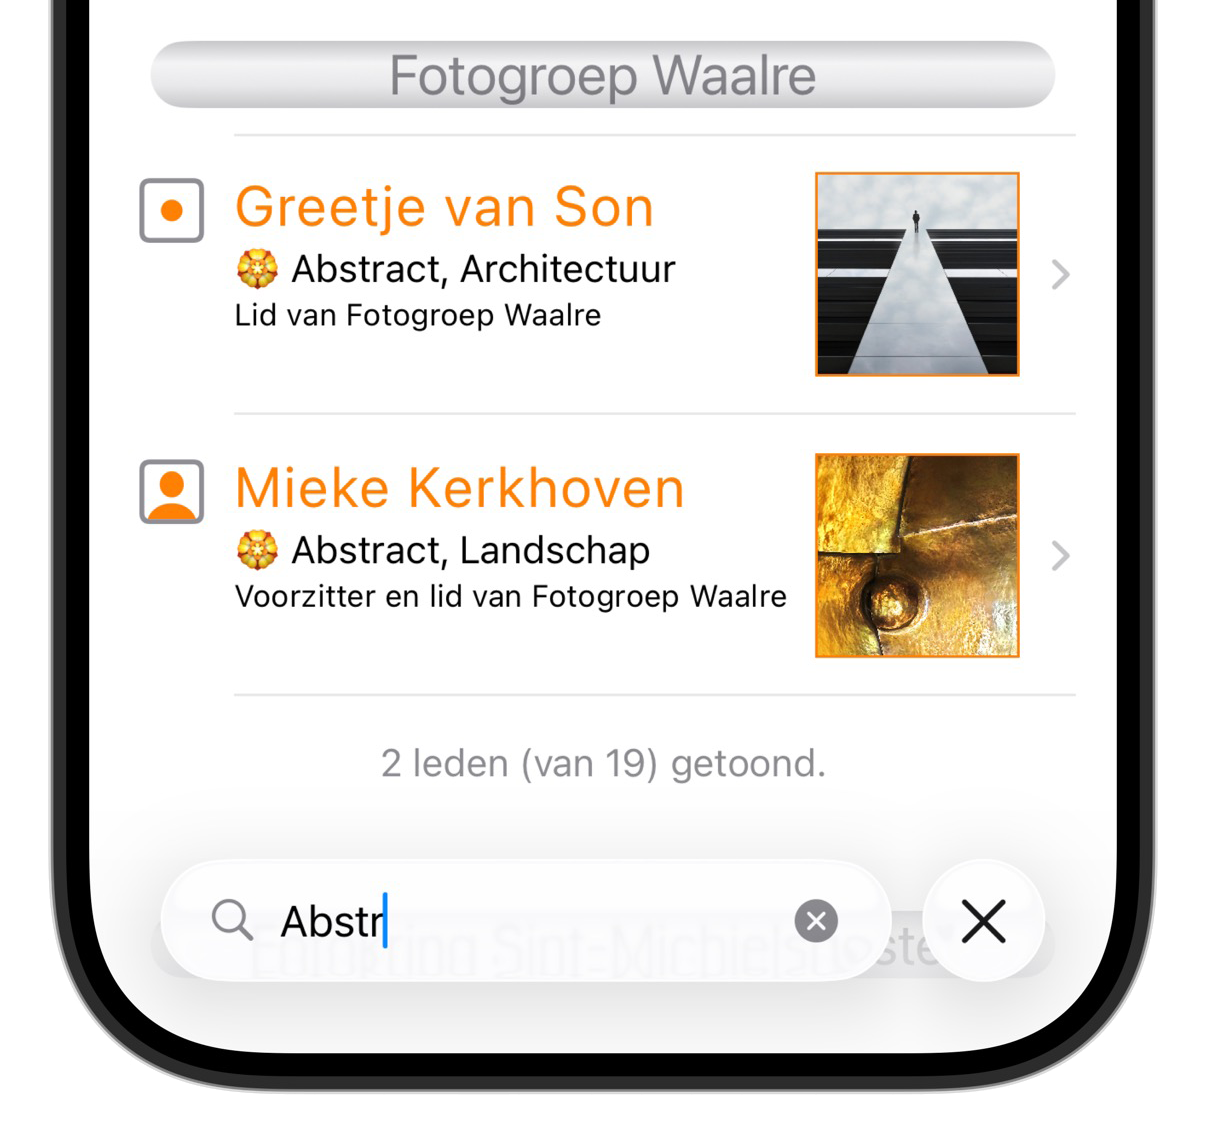 Fotogroep Waalre
Greetje van Son
Abstract, Architectuur
Lid van Fotogroep Waalre
Mieke Kerkhoven
Abstract, Landschap
Voorzitter en lid van Fotogroep Waalre
2 leden (van 19) getoond.
Abstr